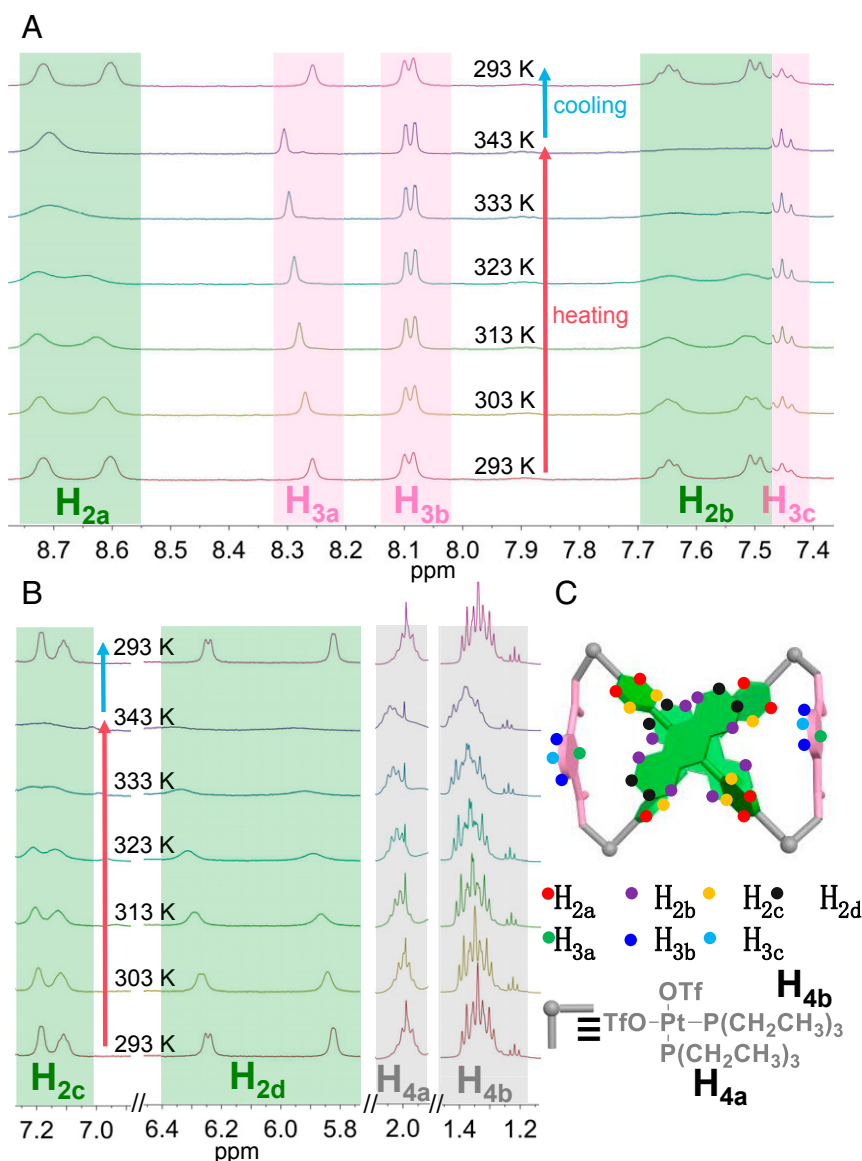 A
293 K
cooling
343 K
333 K
323 K
heating
313 K
303 K
293 K
H2a H3a H3b H2b H3c
8.7 8.6 8.5 8.4 8.3 8.2 8.1 8.0 7.9 7.8 7.7 7.6 7.5 7.4
ppm
B
293 K
343 K
333 K
323 K
313 K
303 K
293 K
H2c H2d H4a H4b
7.2 7.0 // 6.4 6.2 6.0 5.8 // 2.0 // 1.4 1.2
ppm
C
H2a H2b H2c H2d
H3a H3b H3c
H4b
OTf
TfO-Pt-P(CH2CH3)3
P(CH2CH3)3
H4a